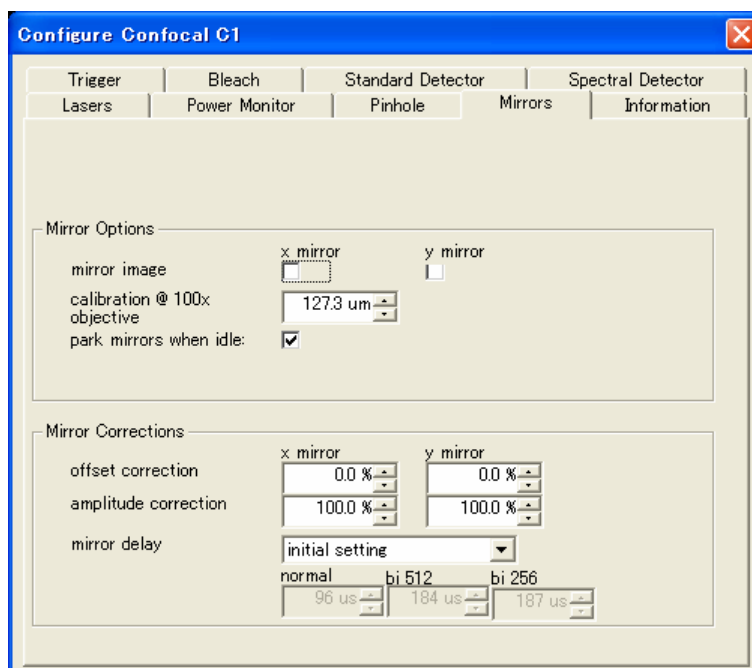 Configure Confocal C1
Trigger Bleach Standard Detector Spectral Detector
Lasers Power Monitor Pinhole Mirrors Information
Mirror Options
x mirror y mirror
mirror image
calibration @ 100x
objective
127.3 um
park mirrors when idle:
Mirror Corrections
x mirror y mirror
offset correction 0.0 % 0.0 %
amplitude correction 100.0 % 100.0 %
mirror delay initial setting
normal bi 512 bi 256
96 us 184 us 187 us